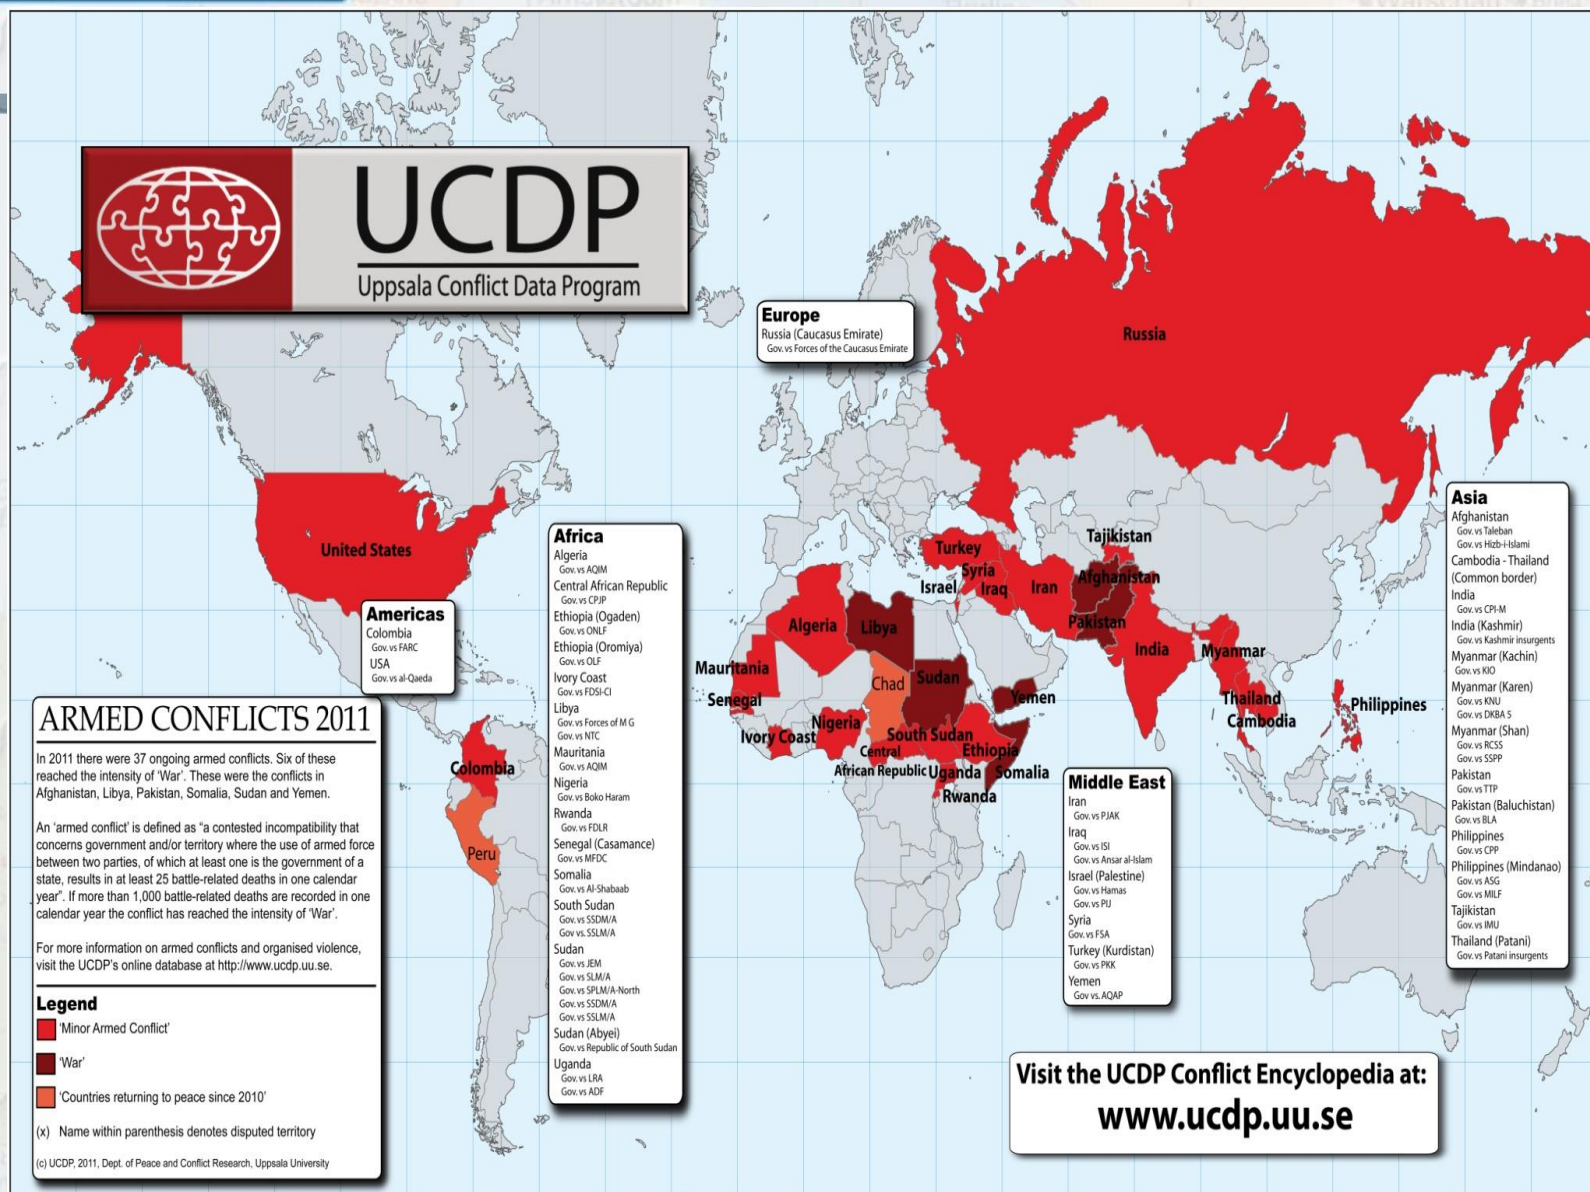 UCDP
Uppsala Conflict Data Program
Europe
Russia (Caucasus Emirate)
Gov. vs Forces of the Caucasus Emirate
Russia
United States
Americas
Colombia
Gov. vs FARC
USA
Gov. vs al-Qaeda
Africa
Algeria
Gov. vs AQIM
Central African Republic
Gov. vs CPJP
Ethiopia (Ogaden)
Gov. vs ONLF
Ethiopia (Oromiya)
Gov. vs OLF
Ivory Coast
Gov. vs FDSI-CI
Libya
Gov. vs Forces of M G
Gov. vs NTC
Mauritania
Gov. vs AQIM
Nigeria
Gov. vs Boko Haram
Rwanda
Gov. vs FDLR
Senegal (Casamance)
Gov. vs MFDC
Somalia
Gov. vs Al-Shabaab
South Sudan
Gov. vs SSDM/A
Gov. vs. SSLM/A
Sudan
Gov. vs JEM
Gov. vs SLM/A
Gov. vs SPLM/A-North
Gov. vs SSDM/A
Gov. vs SSLM/A
Sudan (Abyei)
Gov. vs Republic of South Sudan
Uganda
Gov. vs LRA
Gov. vs ADF
Turkey
Tajikistan
Syria
Israel
Iraq
Iran
Afghanistan
Pakistan
Algeria
Libya
India
Myanmar
Mauritania
Senegal
Chad
Sudan
Yemen
Thailand
Cambodia
Philippines
Ivory Coast
Nigeria
South Sudan
Central
African Republic
Ethiopia
Uganda
Somalia
Rwanda
Colombia
Peru
Asia
Afghanistan
Gov. vs Taleban
Gov. vs Hizb-i-Islami
Cambodia - Thailand
(Common border)
India
Gov. vs CPI-M
India (Kashmir)
Gov. vs Kashmir insurgents
Myanmar (Kachin)
Gov. vs KIO
Myanmar (Karen)
Gov. vs KNU
Gov. vs DKBA 5
Myanmar (Shan)
Gov. vs RCSS
Gov. vs SSPP
Pakistan
Gov. vs TTP
Pakistan (Baluchistan)
Gov. vs BLA
Philippines
Gov. vs CPP
Philippines (Mindanao)
Gov. vs ASG
Gov. vs MILF
Tajikistan
Gov. vs IMU
Thailand (Patani)
Gov. vs Patani insurgents
Middle East
Iran
Gov. vs PJAK
Iraq
Gov. vs ISI
Gov. vs Ansar al-Islam
Israel (Palestine)
Gov. vs Hamas
Gov. vs PIJ
Syria
Gov. vs FSA
Turkey (Kurdistan)
Gov. vs PKK
Yemen
Gov vs. AQAP
ARMED CONFLICTS 2011
In 2011 there were 37 ongoing armed conflicts. Six of these
reached the intensity of 'War'. These were the conflicts in
Afghanistan, Libya, Pakistan, Somalia, Sudan and Yemen.
An 'armed conflict' is defined as "a contested incompatibility that
concerns government and/or territory where the use of armed force
between two parties, of which at least one is the government of a
state, results in at least 25 battle-related deaths in one calendar
year". If more than 1,000 battle-related deaths are recorded in one
calendar year the conflict has reached the intensity of 'War'.
For more information on armed conflicts and organised violence,
visit the UCDP's online database at http://www.ucdp.uu.se.
Legend
'Minor Armed Conflict'
'War'
'Countries returning to peace since 2010'
(x) Name within parenthesis denotes disputed territory
(c) UCDP, 2011, Dept. of Peace and Conflict Research, Uppsala University
Visit the UCDP Conflict Encyclopedia at:
www.ucdp.uu.se